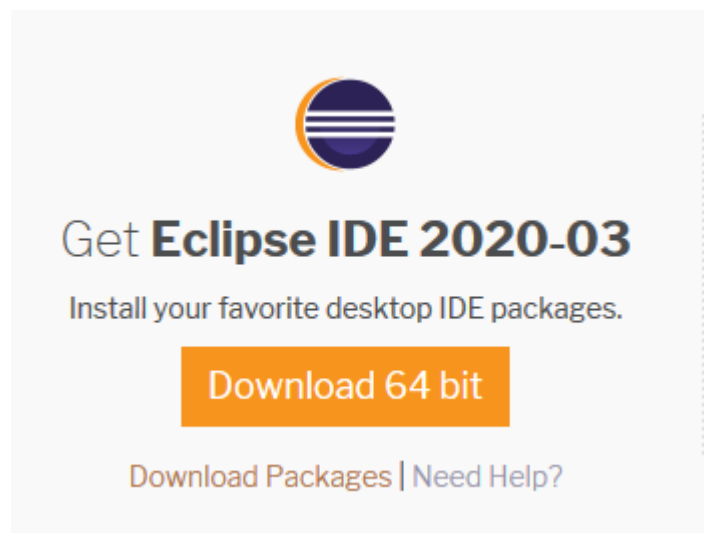 Get Eclipse IDE 2020-03
Install your favorite desktop IDE packages.
Download 64 bit
Download Packages | Need Help?